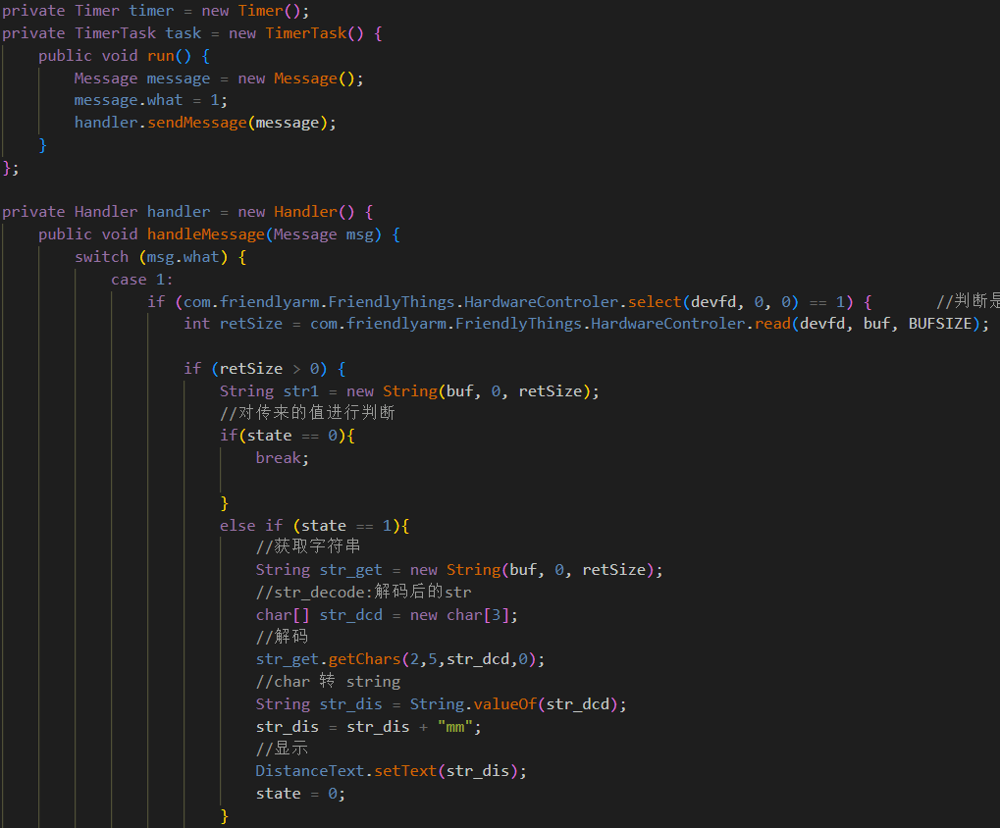 private Timer timer = new Timer();
private TimerTask task = new TimerTask() {
public void run() {
Message message = new Message();
message.what = 1;
handler.sendMessage(message);
}
};
private Handler handler = new Handler() {
public void handleMessage(Message msg) {
switch (msg.what) {
case 1:
if (com.friendlyarm.FriendlyThings.HardwareControler.select(devfd, 0, 0) == 1) { //判断是
int retSize = com.friendlyarm.FriendlyThings.HardwareControler.read(devfd, buf, BUFSIZE);
if (retSize > 0) {
String str1 = new String(buf, 0, retSize);
//对传来的值进行判断
if(state == 0){
break;
}
else if (state == 1){
//获取字符串
String str_get = new String(buf, 0, retSize);
//str_decode:解码后的str
char[] str_dcd = new char[3];
//解码
str_get.getChars(2,5,str_dcd,0);
//char 转 string
String str_dis = String.valueOf(str_dcd);
str_dis = str_dis + "mm";
//显示
DistanceText.setText(str_dis);
state = 0;
}